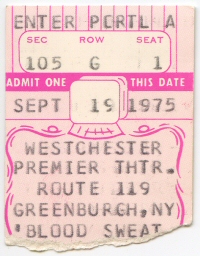 ENTER PORTL A
SEC ROW SEAT
105 G 1
ADMIT ONE THIS DATE
SEPT 19 1975
WESTCHESTER
PREMIER THTR.
ROUTE 119
GREENBURGH, NY
BLOOD SWEAT